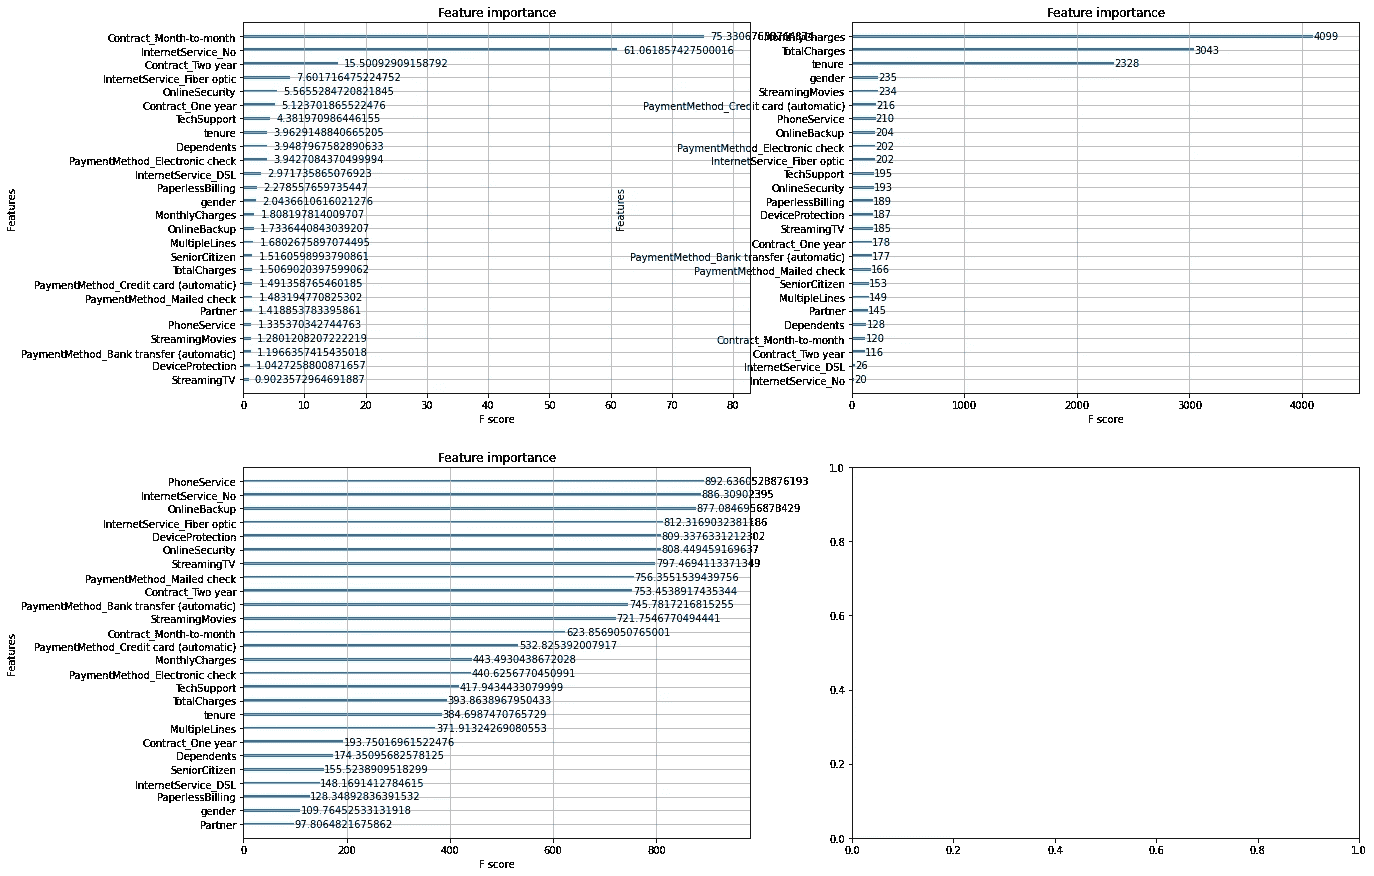 Feature importance
Contract_Month-to-month
InternetService_No 61.061857427500016
Contract_Two year 15.50092909158792
InternetService_Fiber optic 7.601716475224752
OnlineSecurity 5.5655284720821845
Contract_One year 5.123701865522476
TechSupport 4.381970986446155
tenure 3.9629148840665205
Dependents 3.9487967582890633
PaymentMethod_Electronic check 3.9427084370499994
InternetService_DSL 2.971735865076923
PaperlessBilling 2.278557659735447
gender 2.0436610616021276
MonthlyCharges 1.808197814009707
OnlineBackup 1.7336440843039207
MultipleLines 1.6802675897074495
SeniorCitizen 1.5160598993790861
TotalCharges 1.5069020397599062
PaymentMethod_Credit card (automatic) 1.491358765460185
PaymentMethod_Mailed check 1.483194770825302
Partner 1.418853783395861
PhoneService 1.335370342744763
StreamingMovies 1.2801208207222219
PaymentMethod_Bank transfer (automatic) 1.1966357415435018
DeviceProtection 1.0427258800871657
StreamingTV 0.9023572964691887
Features
0 10 20 30 40 50 60 70 80
F score
Feature importance
MonthlyCharges 4099
TotalCharges 3043
tenure 2328
gender 235
StreamingMovies 234
PaymentMethod_Credit card (automatic) 216
PhoneService 210
OnlineBackup 204
PaymentMethod_Electronic check 202
InternetService_Fiber optic 202
TechSupport 195
OnlineSecurity 193
PaperlessBilling 189
DeviceProtection 187
StreamingTV 185
Contract_One year 178
PaymentMethod_Bank transfer (automatic) 177
PaymentMethod_Mailed check 166
SeniorCitizen 153
MultipleLines 149
Partner 145
Dependents 128
Contract_Month-to-month 120
Contract_Two year 116
InternetService_DSL 26
InternetService_No 20
Features
0 1000 2000 3000 4000
F score
Feature importance
PhoneService 892.6360523876193
InternetService_No 886.30902395
OnlineBackup 877.0846956878429
InternetService_Fiber optic 812.3169032381186
DeviceProtection 809.3376331212302
OnlineSecurity 808.449459169637
StreamingTV 797.4694113371349
PaymentMethod_Mailed check 756.3551539439756
Contract_Two year 753.4538917435344
PaymentMethod_Bank transfer (automatic) 745.7817216815255
StreamingMovies 721.7546770494441
Contract_Month-to-month 623.8569050765001
PaymentMethod_Credit card (automatic) 532.825392007917
MonthlyCharges 443.4930438672028
PaymentMethod_Electronic check 440.6256770450991
TechSupport 417.9434433079999
TotalCharges 393.8638967950433
tenure 384.6987470765729
MultipleLines 371.91324269080553
Contract_One year 193.75016961522476
Dependents 174.35095682578125
SeniorCitizen 155.5238909518299
InternetService_DSL 148.1691412784615
PaperlessBilling 128.34892836391532
gender 109.76452533131918
Partner 97.8064821675862
Features
0 200 400 600 800
F score
1.0
0.8
0.6
0.4
0.2
0.0
0.0 0.2 0.4 0.6 0.8 1.0